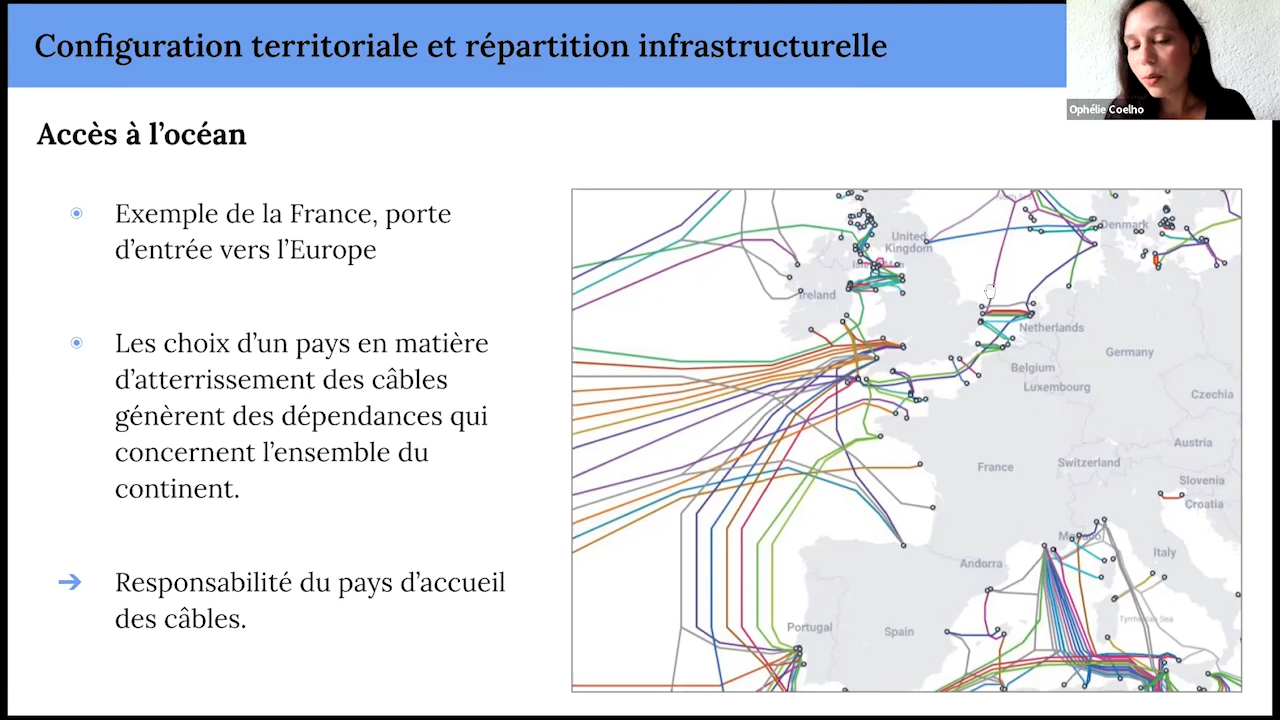 Configuration territoriale et répartition infrastructurelle
Ophélie Coelho
Accès à l’océan
Exemple de la France, porte
d’entrée vers l’Europe
Les choix d’un pays en matière
d’atterrissement des câbles
génèrent des dépendances qui
concernent l’ensemble du
continent.
Responsabilité du pays d’accueil
des câbles.
Denmark
United
Kingdom
Ireland
Netherlands
Germany
Belgium
Luxembourg
Czechia
Austria
France
Switzerland
Slovenia
Croatia
Italy
Andorra
Tyrrhenian Sea
Portugal
Spain